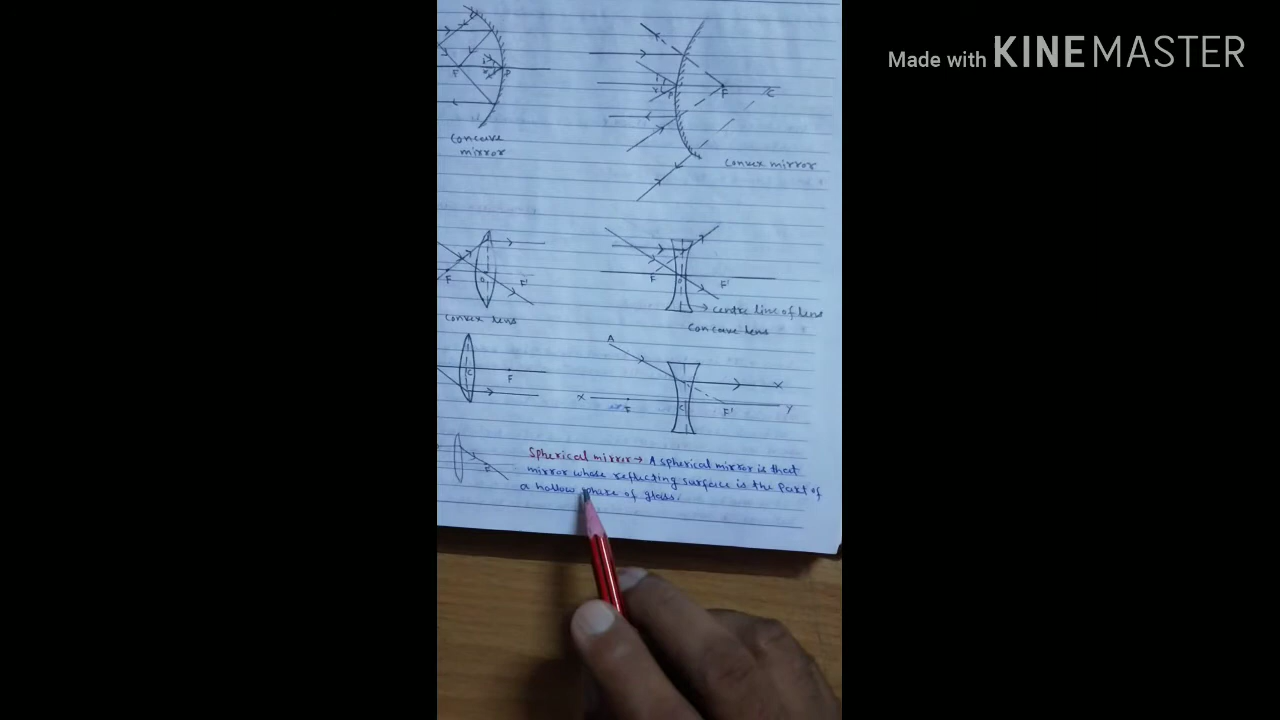 Made with KINEMASTER
F
P
Concave
mirror
P
F
C
Convex mirror
F
O
F'
Convex lens
F
O
F'
centre line of lens
Concave lens
C
F
A
X
X
F
C
F'
Y
F
Spherical mirror → A spherical mirror is that
mirror whose reflecting surface is the part of
a hollow sphare of glass.